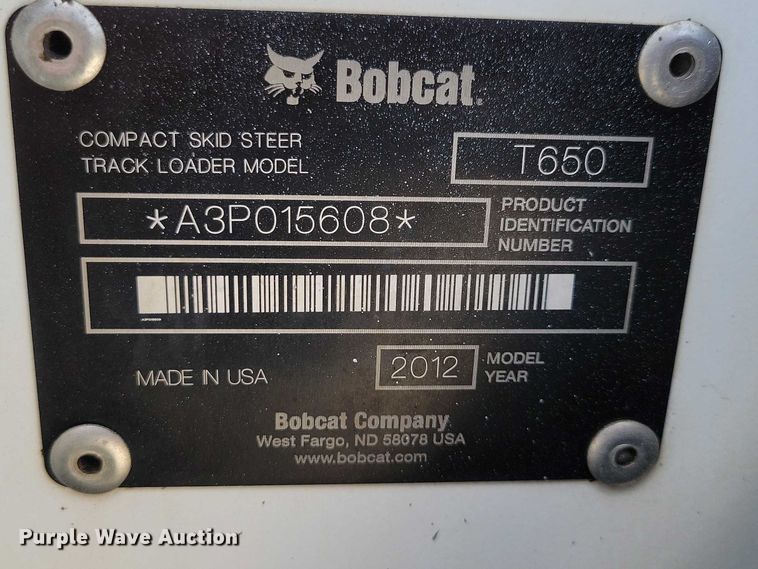 Bobcat.
COMPACT SKID STEER
TRACK LOADER MODEL
T650
*A3P015608*
PRODUCT
IDENTIFICATION
NUMBER
MADE IN USA
2012
MODEL
YEAR
Bobcat Company
West Fargo, ND 58078 USA
www.bobcat.com
Purple Wave Auction